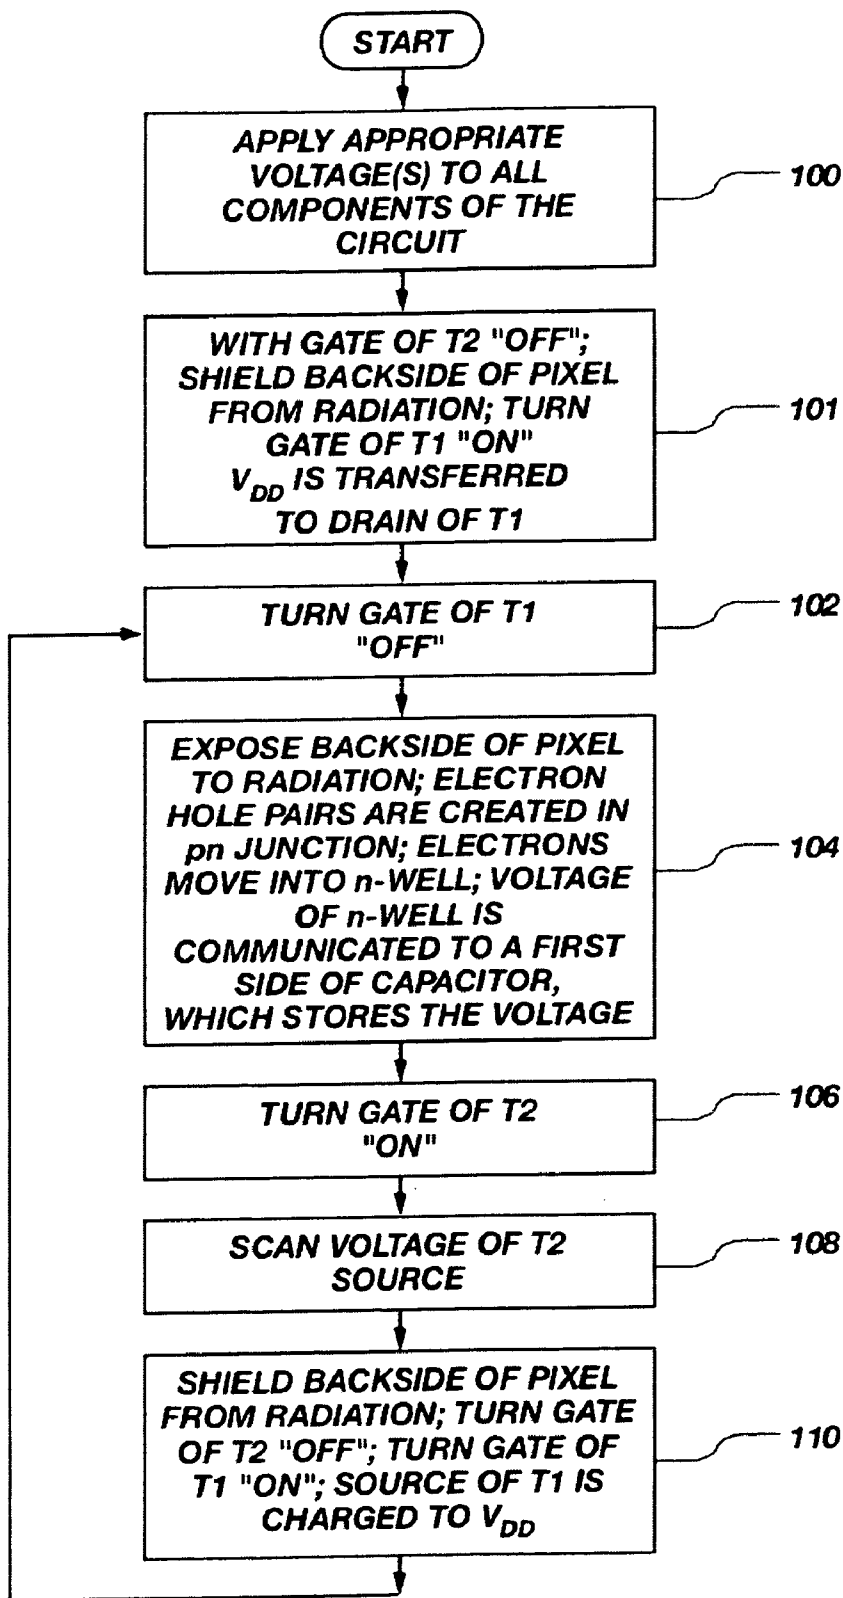 START
APPLY APPROPRIATE
VOLTAGE(S) TO ALL
COMPONENTS OF THE
CIRCUIT
100
WITH GATE OF T2 "OFF";
SHIELD BACKSIDE OF PIXEL
FROM RADIATION; TURN
GATE OF T1 "ON"
VDD IS TRANSFERRED
TO DRAIN OF T1
101
TURN GATE OF T1
"OFF"
102
EXPOSE BACKSIDE OF PIXEL
TO RADIATION; ELECTRON
HOLE PAIRS ARE CREATED IN
pn JUNCTION; ELECTRONS
MOVE INTO n-WELL; VOLTAGE
OF n-WELL IS
COMMUNICATED TO A FIRST
SIDE OF CAPACITOR,
WHICH STORES THE VOLTAGE
104
TURN GATE OF T2
"ON"
106
SCAN VOLTAGE OF T2
SOURCE
108
SHIELD BACKSIDE OF PIXEL
FROM RADIATION; TURN GATE
OF T2 "OFF"; TURN GATE OF
T1 "ON"; SOURCE OF T1 IS
CHARGED TO VDD
110